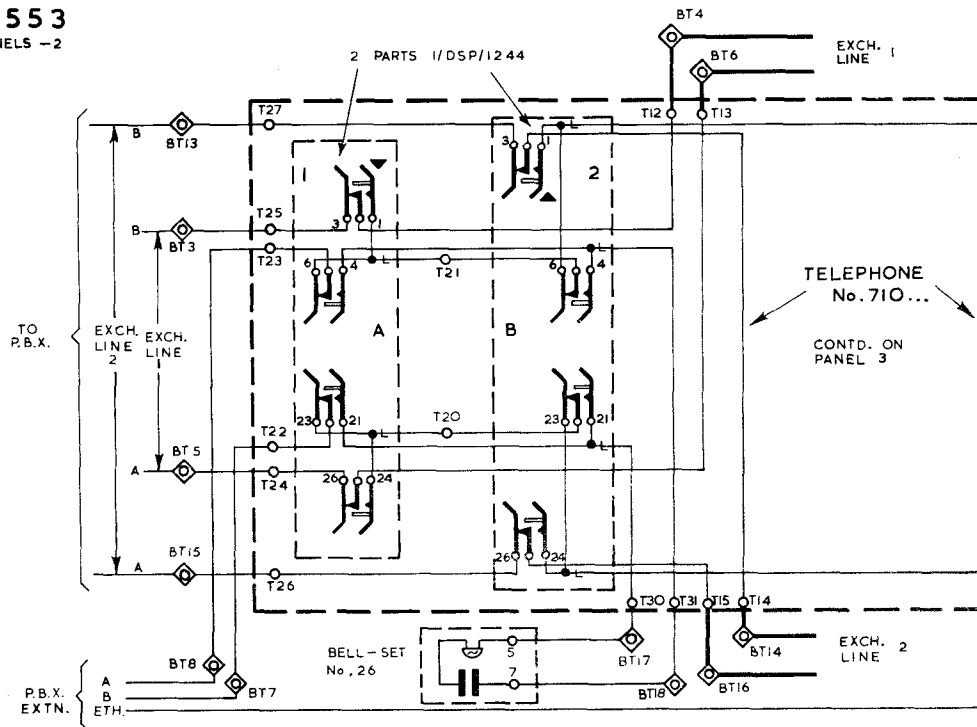 553
NELS -2
BT4
BT6
EXCH. 1
LINE
2 PARTS 1/DSP/1244
T27
B
BT13
T12
T13
1
3 1
2
B
BT3
T25
T23
3 1
6 4
L
T21
6 4
L
TO
P.B.X.
EXCH.
LINE
2
EXCH.
LINE
A
B
TELEPHONE
No. 710...
CONTD. ON
PANEL 3
23 21
T20
23 21
T22
L
L
A
BT5
T24
26 24
A
BT15
T26
26 24
L
T30
T31
T15
T14
BELL-SET
No, 26
5
7
BT17
BT18
BT14
BT16
EXCH. 2
LINE
BT8
BT7
P.B.X.
EXTN.
A
B
ETH.